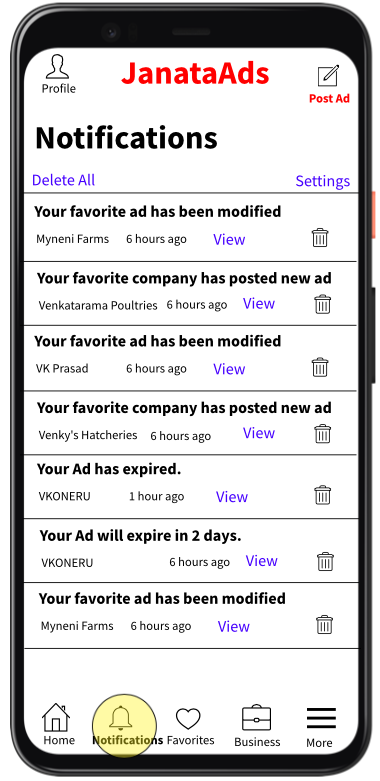 JanataAds
Profile
Post Ad
Notifications
Delete All Settings
Your favorite ad has been modified
Myneni Farms 6 hours ago View
Your favorite company has posted new ad
Venkatarama Poultries 6 hours ago View
Your favorite ad has been modified
VK Prasad 6 hours ago View
Your favorite company has posted new ad
Venky's Hatcheries 6 hours ago View
Your Ad has expired.
VKONERU 1 hour ago View
Your Ad will expire in 2 days.
VKONERU 6 hours ago View
Your favorite ad has been modified
Myneni Farms 6 hours ago View
Home Notifications Favorites Business More